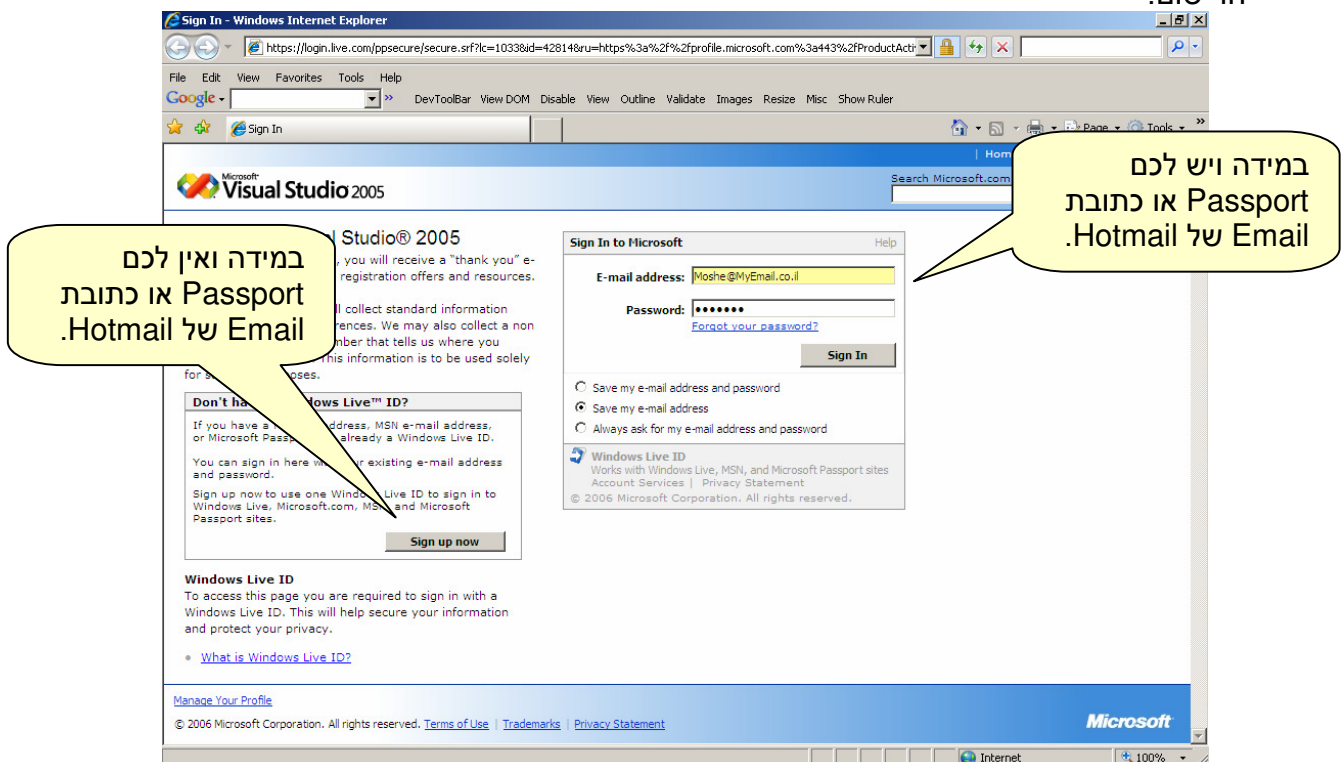 Sign In - Windows Internet Explorer
https://login.live.com/ppsecure/secure.srf?lc=1033&id=42814&ru=https%3a%2f%2fprofile.microsoft.com%3a443%2fProductActi
File Edit View Favorites Tools Help
Google DevToolBar View DOM Disable View Outline Validate Images Resize Misc Show Ruler
Sign In
Page Tools
Microsoft
Visual Studio 2005
Search Microsoft.com
במידה ויש לכם
Passport או כתובת
Email של Hotmail.
במידה ואין לכם
Passport או כתובת
Email של Hotmail.
Studio® 2005
, you will receive a "thank you" e-
registration offers and resources.
collect standard information
We may also collect a non
that tells us where you
This information is to be used solely
for
Don't
Live™ ID?
If you have a
address, MSN e-mail address,
or Microsoft
already a Windows Live ID.
You can sign in here
existing e-mail address
and password.
Sign up now to use one
Live ID to sign in to
Windows Live, Microsoft.com,
and Microsoft
Passport sites.
Sign up now
Windows Live ID
To access this page you are required to sign in with a
Windows Live ID. This will help secure your information
and protect your privacy.
What is Windows Live ID?
Sign In to Microsoft Help
E-mail address: Moshe@MyEmail.co.il
Password: •••••••
Forgot your password?
Sign In
Save my e-mail address and password
Save my e-mail address
Always ask for my e-mail address and password
Windows Live ID
Works with Windows Live, MSN, and Microsoft Passport sites
Account Services | Privacy Statement
© 2006 Microsoft Corporation. All rights reserved.
Manage Your Profile
© 2006 Microsoft Corporation. All rights reserved. Terms of Use | Trademarks | Privacy Statement
Microsoft
Internet 100%